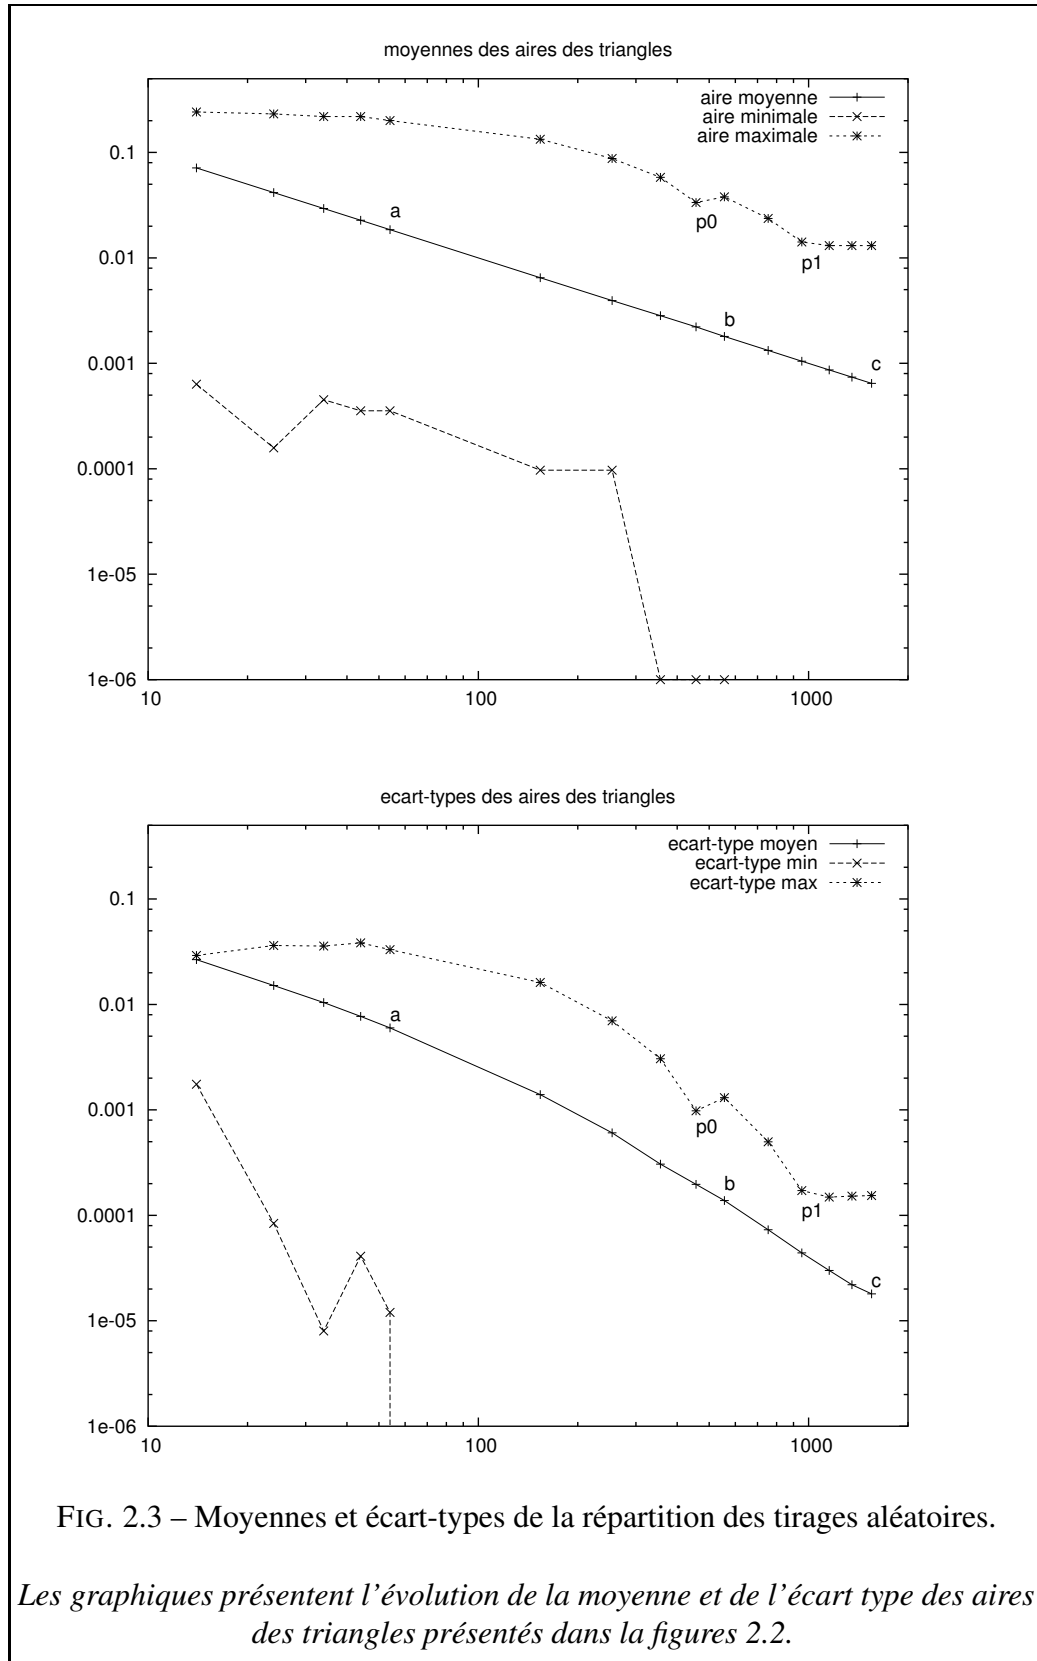 moyennes des aires des triangles
aire moyenne
aire minimale
aire maximale
0.1
0.01
0.001
0.0001
1e-05
1e-06
10
100
1000
a
b
c
p0
p1
ecart-types des aires des triangles
ecart-type moyen
ecart-type min
ecart-type max
0.1
0.01
0.001
0.0001
1e-05
1e-06
10
100
1000
a
b
c
p0
p1
FIG. 2.3 – Moyennes et écart-types de la répartition des tirages aléatoires.
Les graphiques présentent l'évolution de la moyenne et de l'écart type des aires
des triangles présentés dans la figures 2.2.